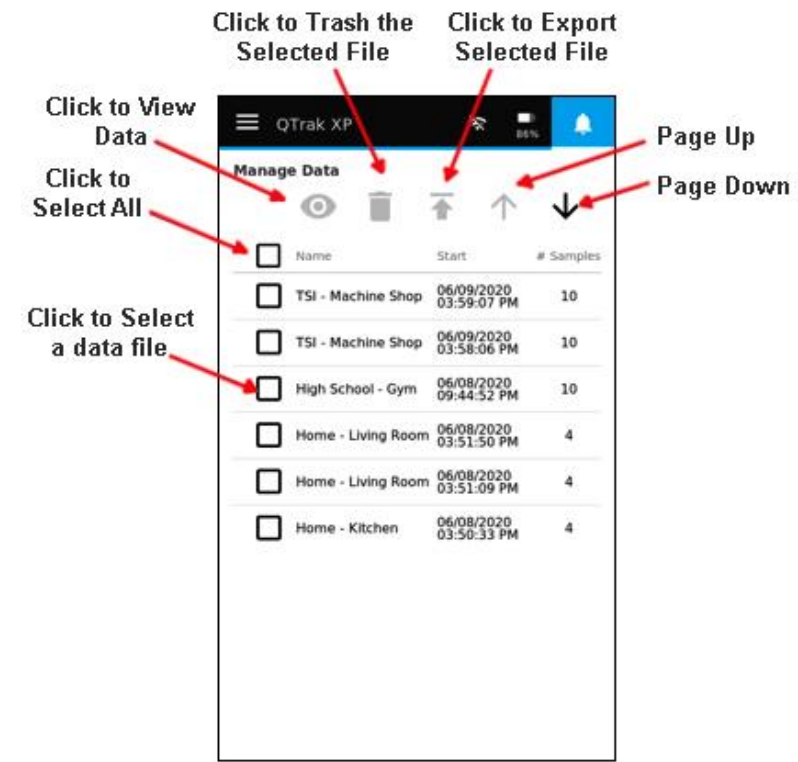 Click to Trash the
Selected File
Click to Export
Selected File
Click to View
Data
QTrak XP
86%
Page Up
Manage Data
Page Down
Click to
Select All
Name Start # Samples
TSI - Machine Shop 06/09/2020 03:59:07 PM 10
TSI - Machine Shop 06/09/2020 03:58:06 PM 10
Click to Select
a data file
High School - Gym 06/08/2020 09:44:52 PM 10
Home - Living Room 06/08/2020 03:51:50 PM 4
Home - Living Room 06/08/2020 03:51:09 PM 4
Home - Kitchen 06/08/2020 03:50:33 PM 4